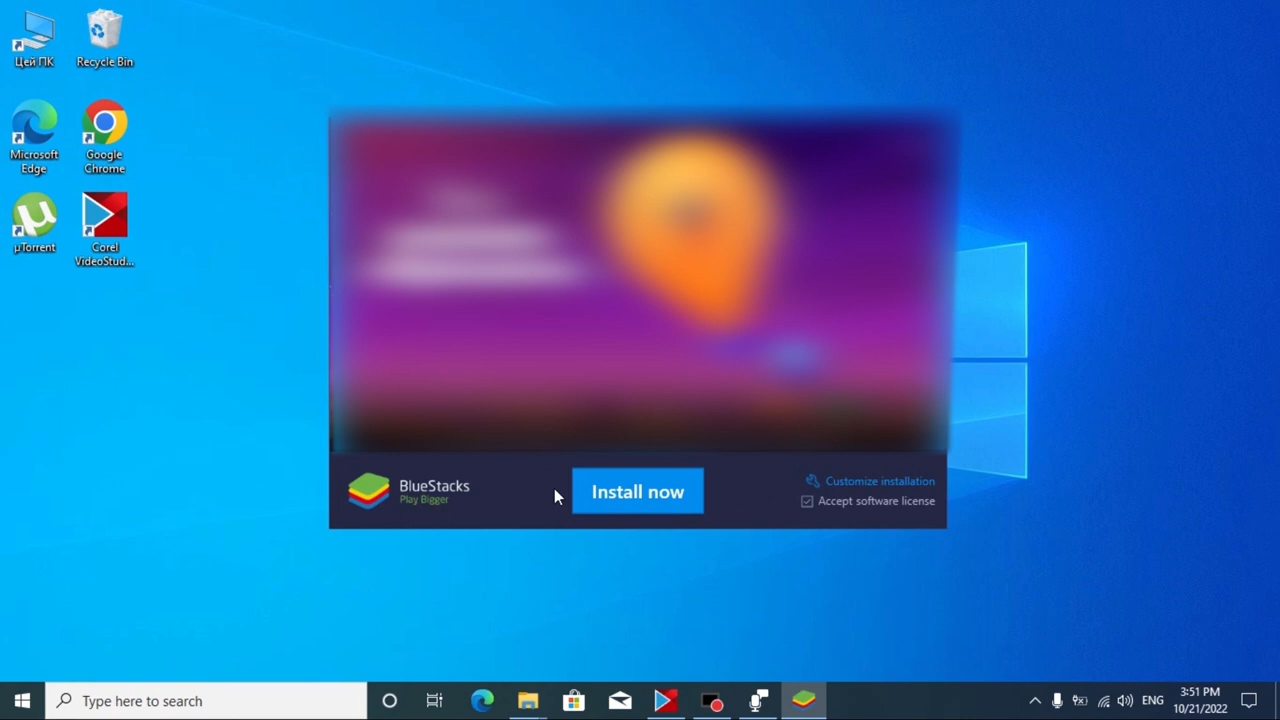 Цей ПК
Recycle Bin
Microsoft
Edge
Google
Chrome
µTorrent
Corel
VideoStud...
BlueStacks
Play Bigger
Install now
Customize installation
Accept software license
Type here to search
ENG
3:51 PM
10/21/2022